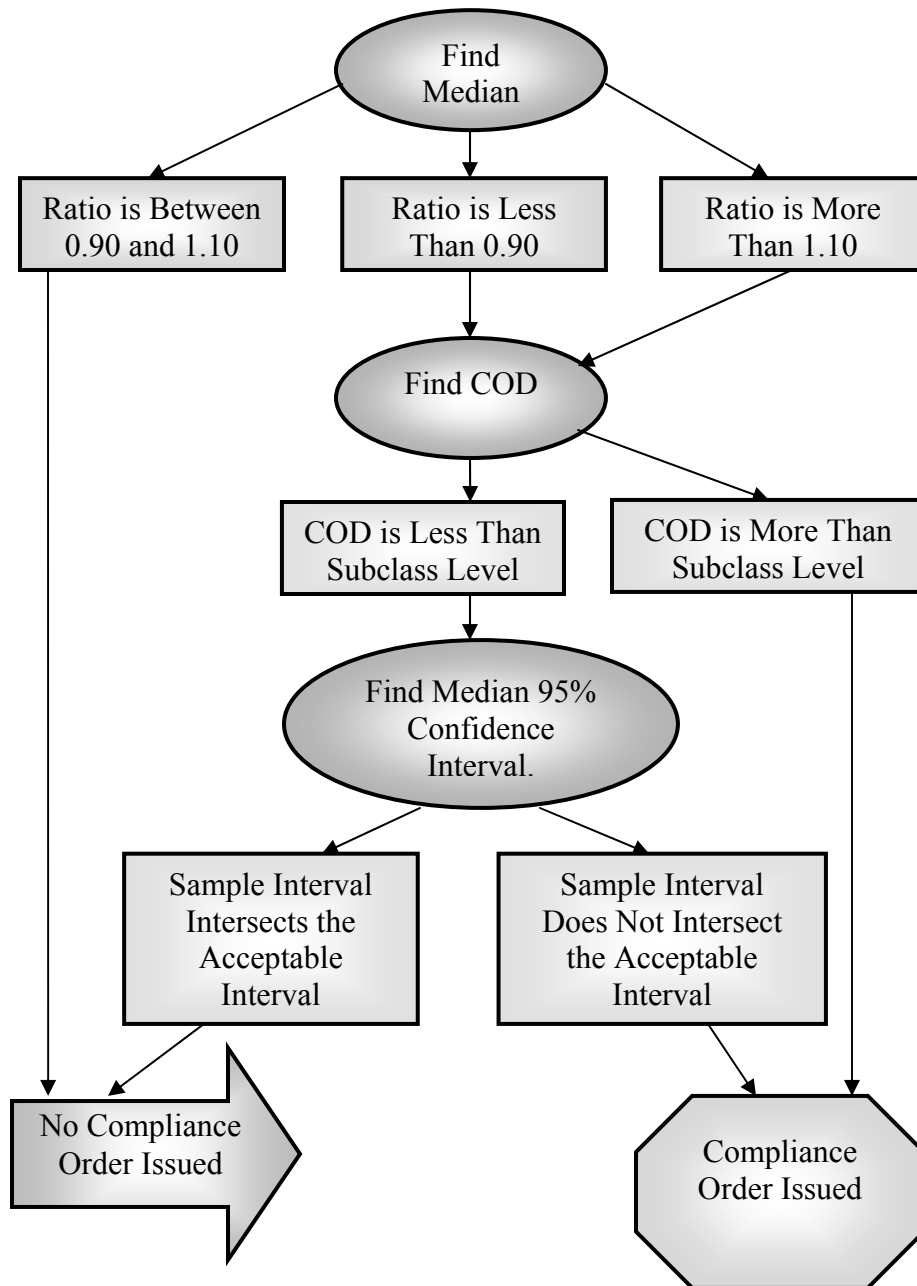 Find
Median
Ratio is Between
0.90 and 1.10
Ratio is Less
Than 0.90
Ratio is More
Than 1.10
Find COD
COD is Less Than
Subclass Level
COD is More Than
Subclass Level
Find Median 95%
Confidence
Interval.
Sample Interval
Intersects the
Acceptable
Interval
Sample Interval
Does Not Intersect
the Acceptable
Interval
No Compliance
Order Issued
Compliance
Order Issued